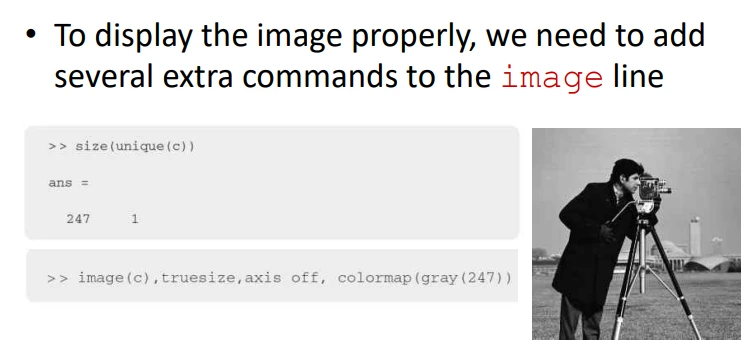 • To display the image properly, we need to add
several extra commands to the image line
>> size(unique(c))
ans =
247 1
>> image(c),truesize,axis off, colormap(gray(247))